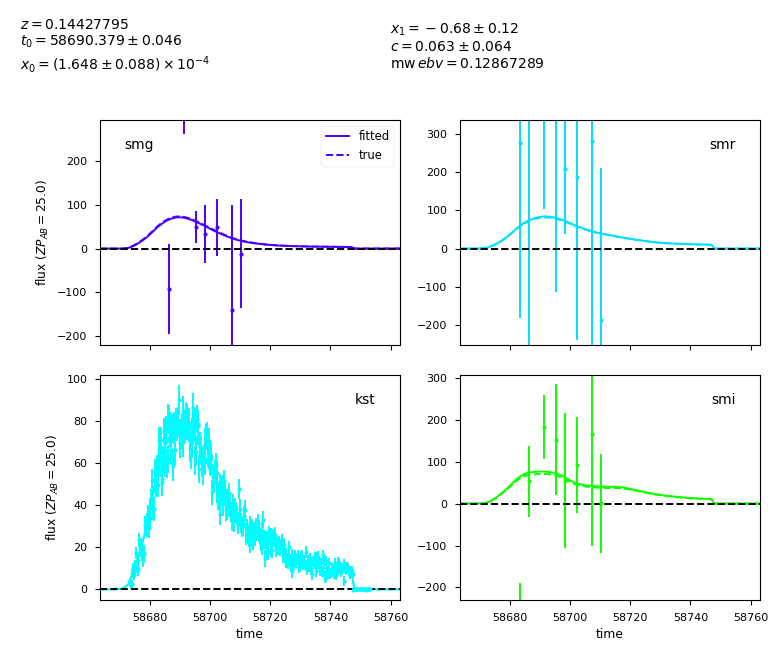 z = 0.14427795
t₀ = 58690.379 ± 0.046
x₀ = (1.648 ± 0.088) × 10⁻⁴
x₁ = −0.68 ± 0.12
c = 0.063 ± 0.064
mw ebv = 0.12867289
smg
fitted
true
200
100
0
−100
−200
flux (ZP_AB = 25.0)
smr
300
200
100
0
−100
−200
kst
100
80
60
40
20
0
flux (ZP_AB = 25.0)
58680 58700 58720 58740 58760
time
smi
300
200
100
0
−100
−200
58680 58700 58720 58740 58760
time